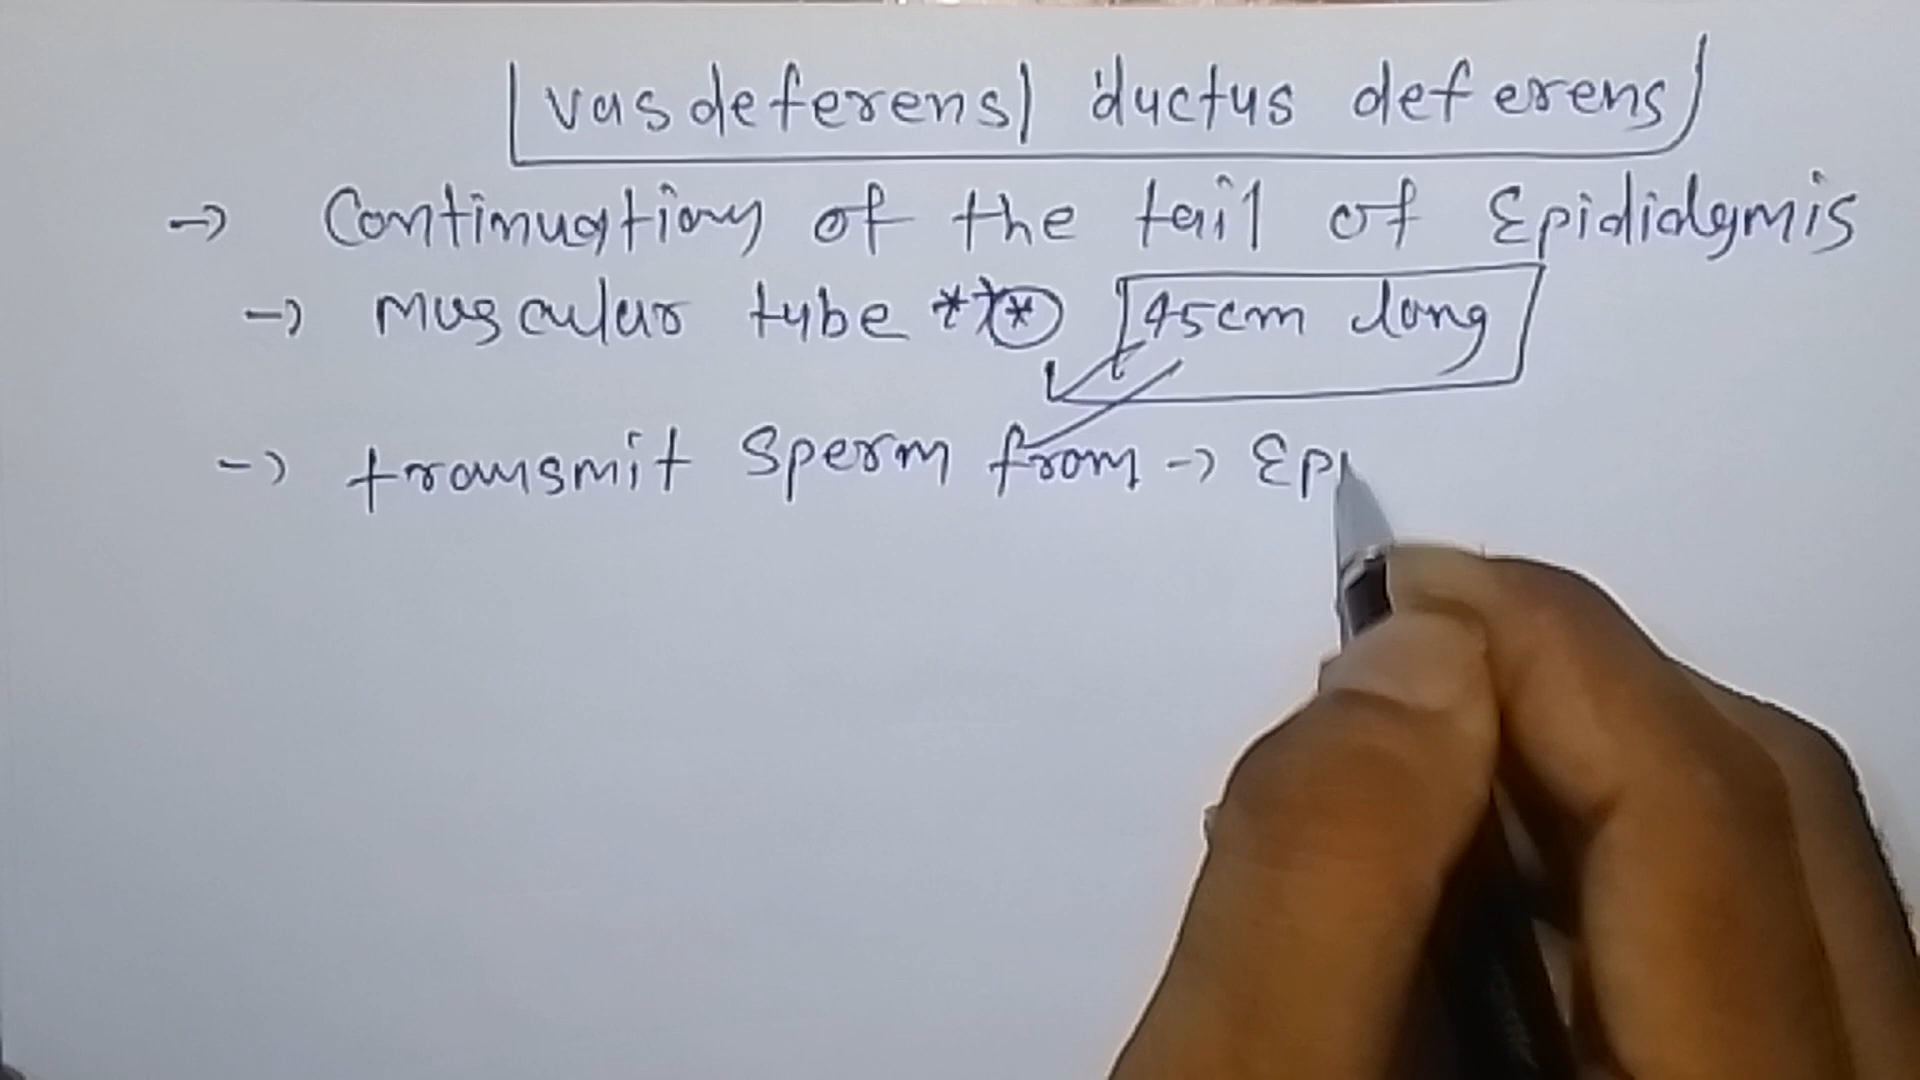 vas deferens/ ductus deferens
→ Continuation of the tail of Epididymis
→ muscular tube *** 45cm long
→ transmit sperm from → Ep